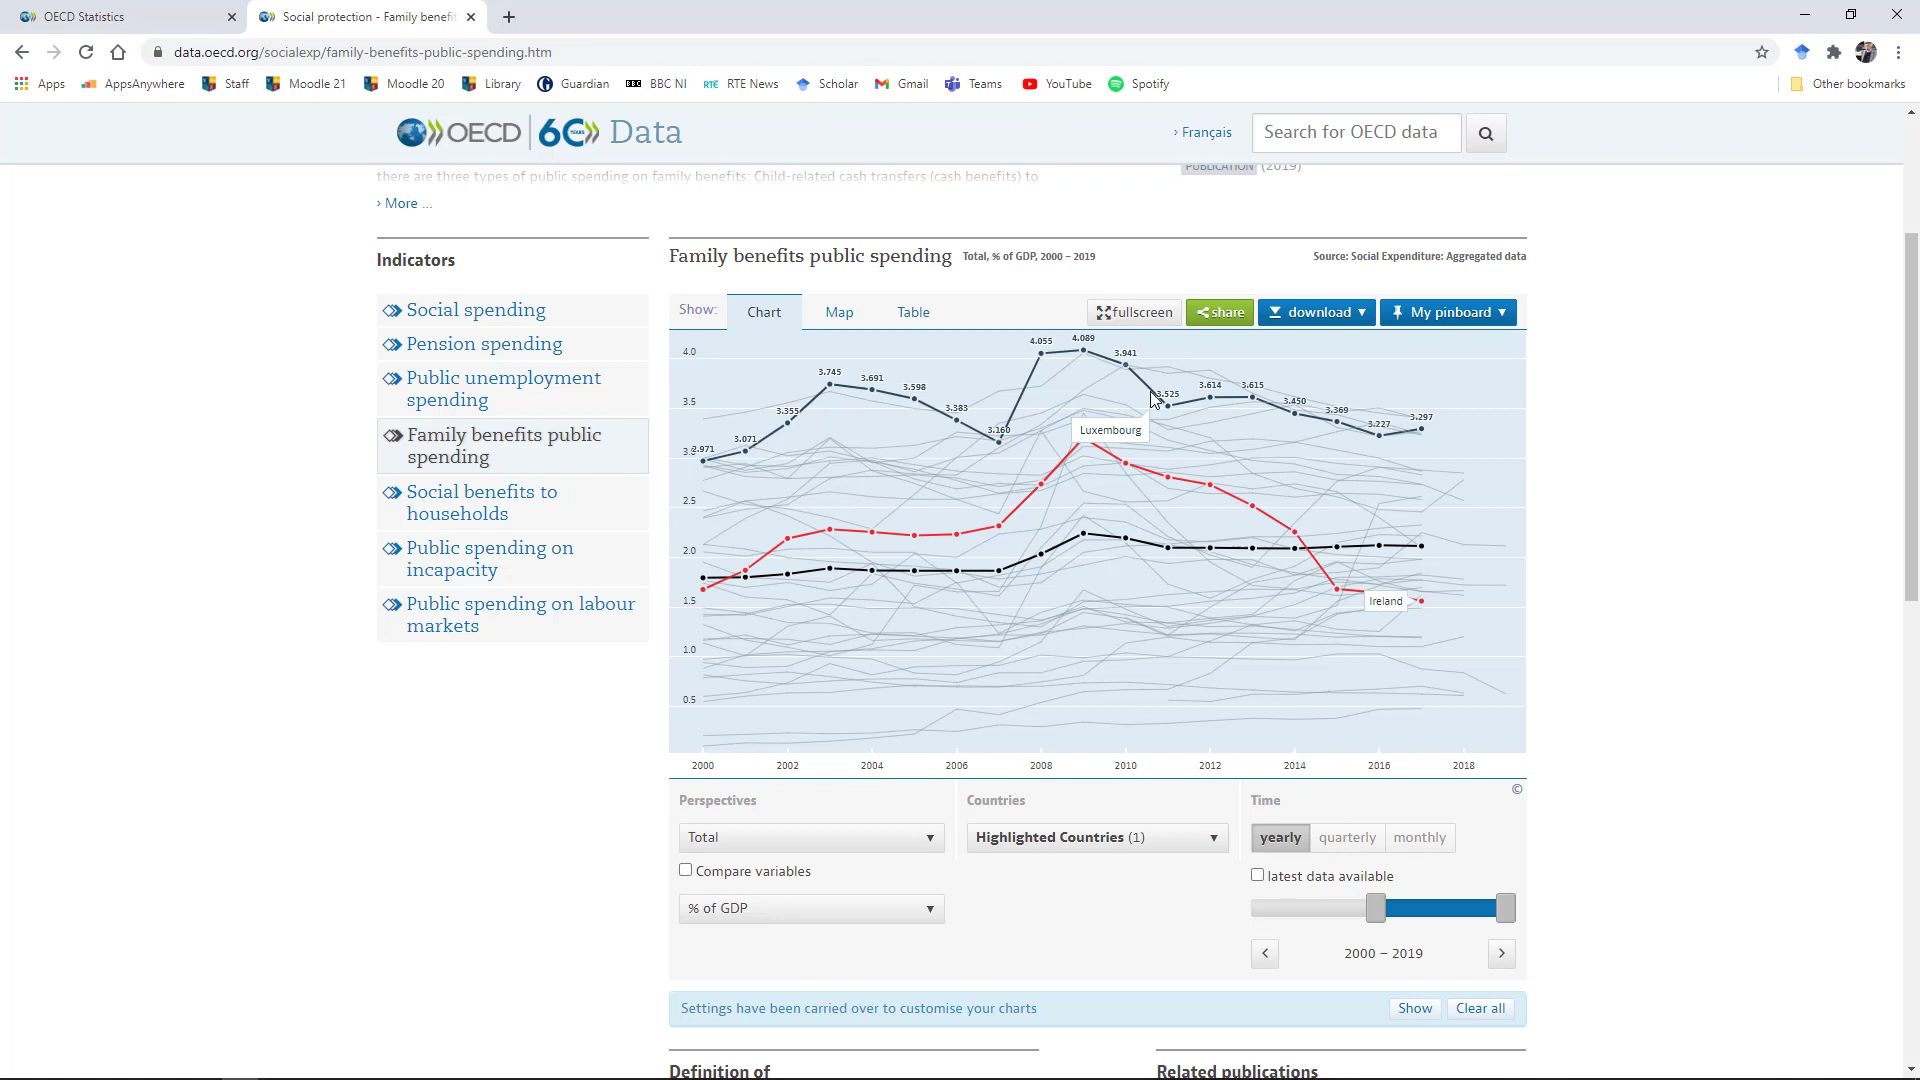 OECD Statistics
Social protection - Family benefit
data.oecd.org/socialexp/family-benefits-public-spending.htm
Apps AppsAnywhere Staff Moodle 21 Moodle 20 Library Guardian BBC NI RTE News Scholar Gmail Teams YouTube Spotify Other bookmarks
OECD 60 YEARS Data
› Français
Search for OECD data
there are three types of public spending on family benefits: Child-related cash transfers (cash benefits) to
PUBLICATION (2019)
› More ...
Indicators
Social spending
Pension spending
Public unemployment
spending
Family benefits public
spending
Social benefits to
households
Public spending on
incapacity
Public spending on labour
markets
Family benefits public spending Total, % of GDP, 2000 – 2019 Source: Social Expenditure: Aggregated data
Show: Chart Map Table fullscreen share download ▼ My pinboard ▼
4.0
3.5
3.0
2.5
2.0
1.5
1.0
0.5
2.971 3.071 3.355 3.745 3.691 3.598 3.383 3.160 4.055 4.089 3.941 3.525 3.614 3.615 3.450 3.369 3.227 3.297
Luxembourg
Ireland
2000 2002 2004 2006 2008 2010 2012 2014 2016 2018
©
Perspectives Countries Time
Total ▼ Highlighted Countries (1) ▼ yearly quarterly monthly
Compare variables
latest data available
% of GDP ▼
2000 – 2019
Settings have been carried over to customise your charts Show Clear all
Definition of Related publications